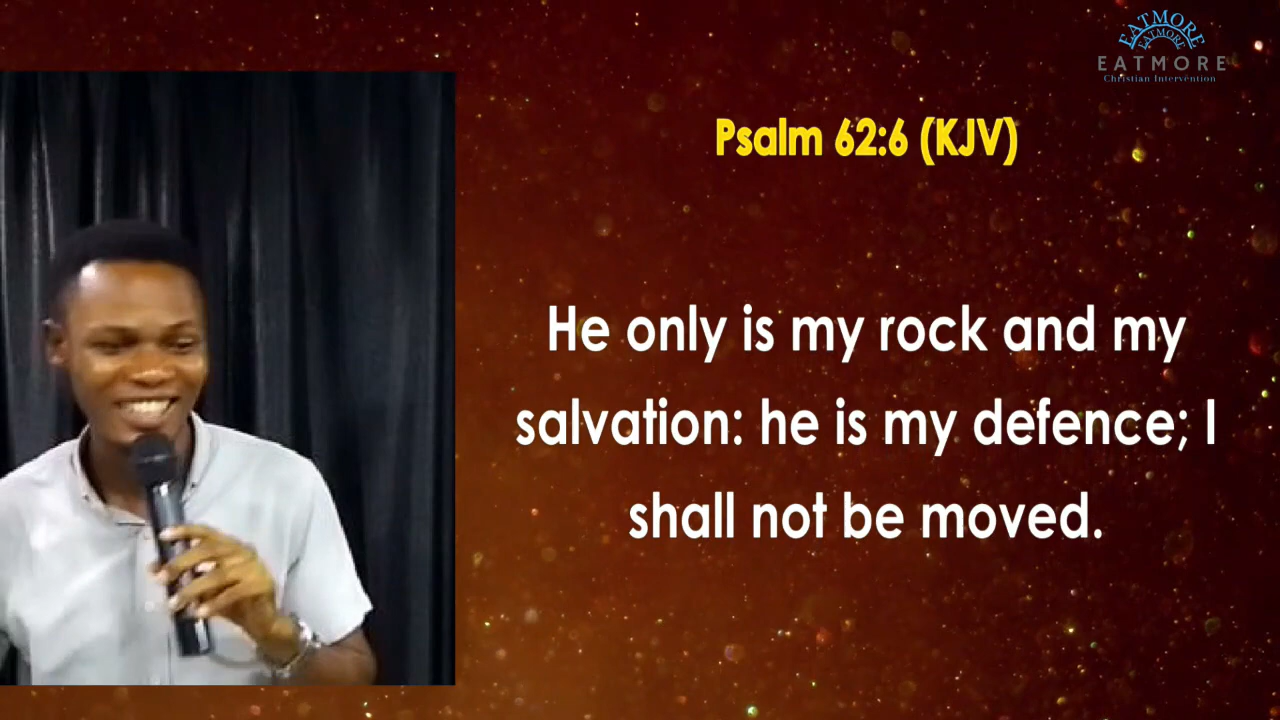 EATMORE
EATMORE
EATMORE
Christian Intervention
Psalm 62:6 (KJV)
He only is my rock and my
salvation: he is my defence; I
shall not be moved.